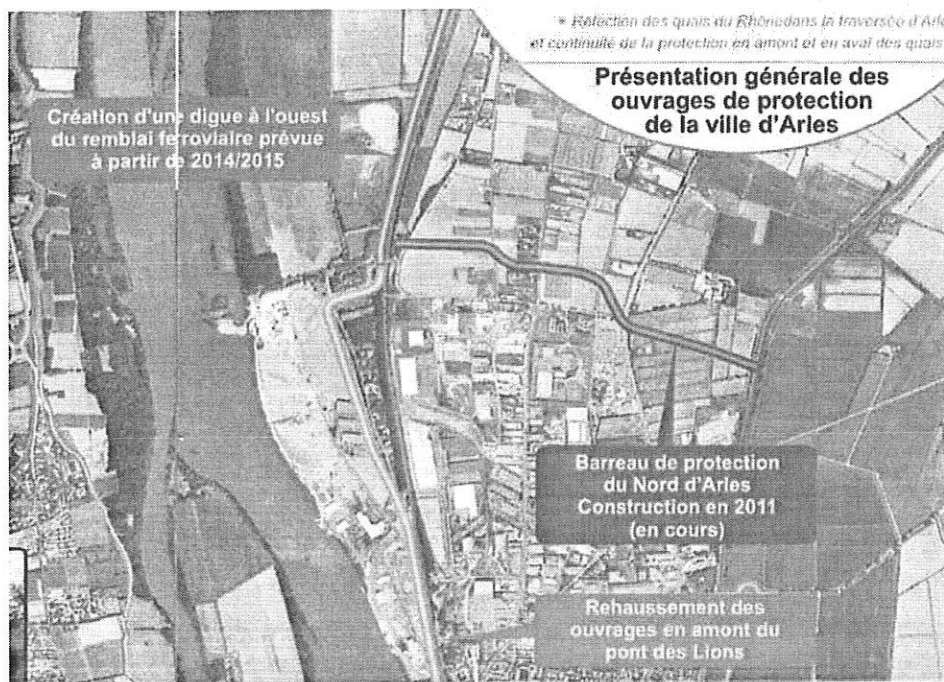 * Réfection des quais du Rhônedans la traversée d'Arle
et continuité de la protection en amont et en aval des quais
Présentation générale des
ouvrages de protection
de la ville d'Arles
Création d'une digue à l'ouest
du remblai ferroviaire prévue
à partir de 2014/2015
Barreau de protection
du Nord d'Arles
Construction en 2011
(en cours)
Rehaussement des
ouvrages en amont du
pont des Lions